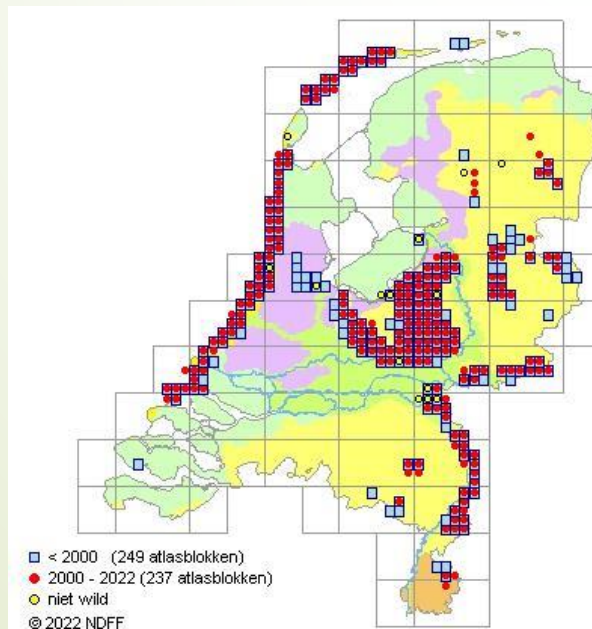 < 2000 (249 atlasblokken)
2000 - 2022 (237 atlasblokken)
niet wild
© 2022 NDFF